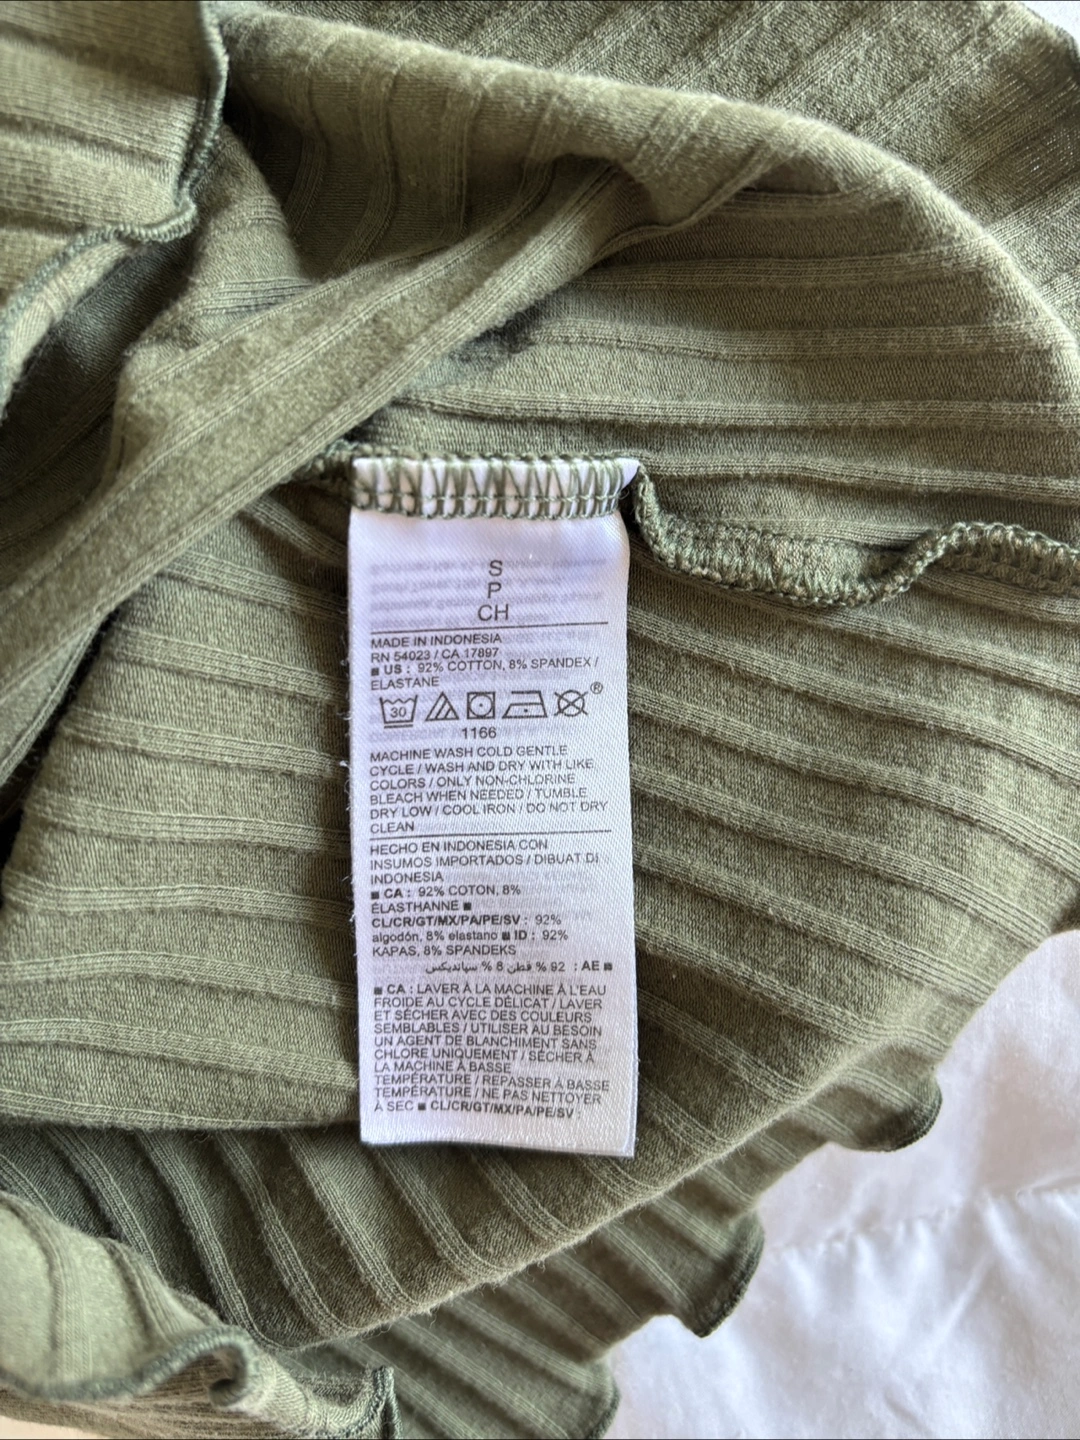 S
P
CH
MADE IN INDONESIA
RN 54023 / CA 17897
■ US : 92% COTTON, 8% SPANDEX /
ELASTANE
30
®
1166
MACHINE WASH COLD GENTLE
CYCLE / WASH AND DRY WITH LIKE
COLORS / ONLY NON-CHLORINE
BLEACH WHEN NEEDED / TUMBLE
DRY LOW / COOL IRON / DO NOT DRY
CLEAN
HECHO EN INDONESIA CON
INSUMOS IMPORTADOS / DIBUAT DI
INDONESIA
■ CA : 92% COTON, 8%
ÉLASTHANNE ■
CL/CR/GT/MX/PA/PE/SV : 92%
algodón, 8% elastano ■ ID : 92%
KAPAS, 8% SPANDEKS
■ AE : 92 % قطن 8 % سپاندیکس
■ CA : LAVER À LA MACHINE À L'EAU
FROIDE AU CYCLE DÉLICAT / LAVER
ET SÉCHER AVEC DES COULEURS
SEMBLABLES / UTILISER AU BESOIN
UN AGENT DE BLANCHIMENT SANS
CHLORE UNIQUEMENT / SÉCHER À
LA MACHINE À BASSE
TEMPÉRATURE / REPASSER À BASSE
TEMPÉRATURE / NE PAS NETTOYER
À SEC ■ CL/CR/GT/MX/PA/PE/SV :